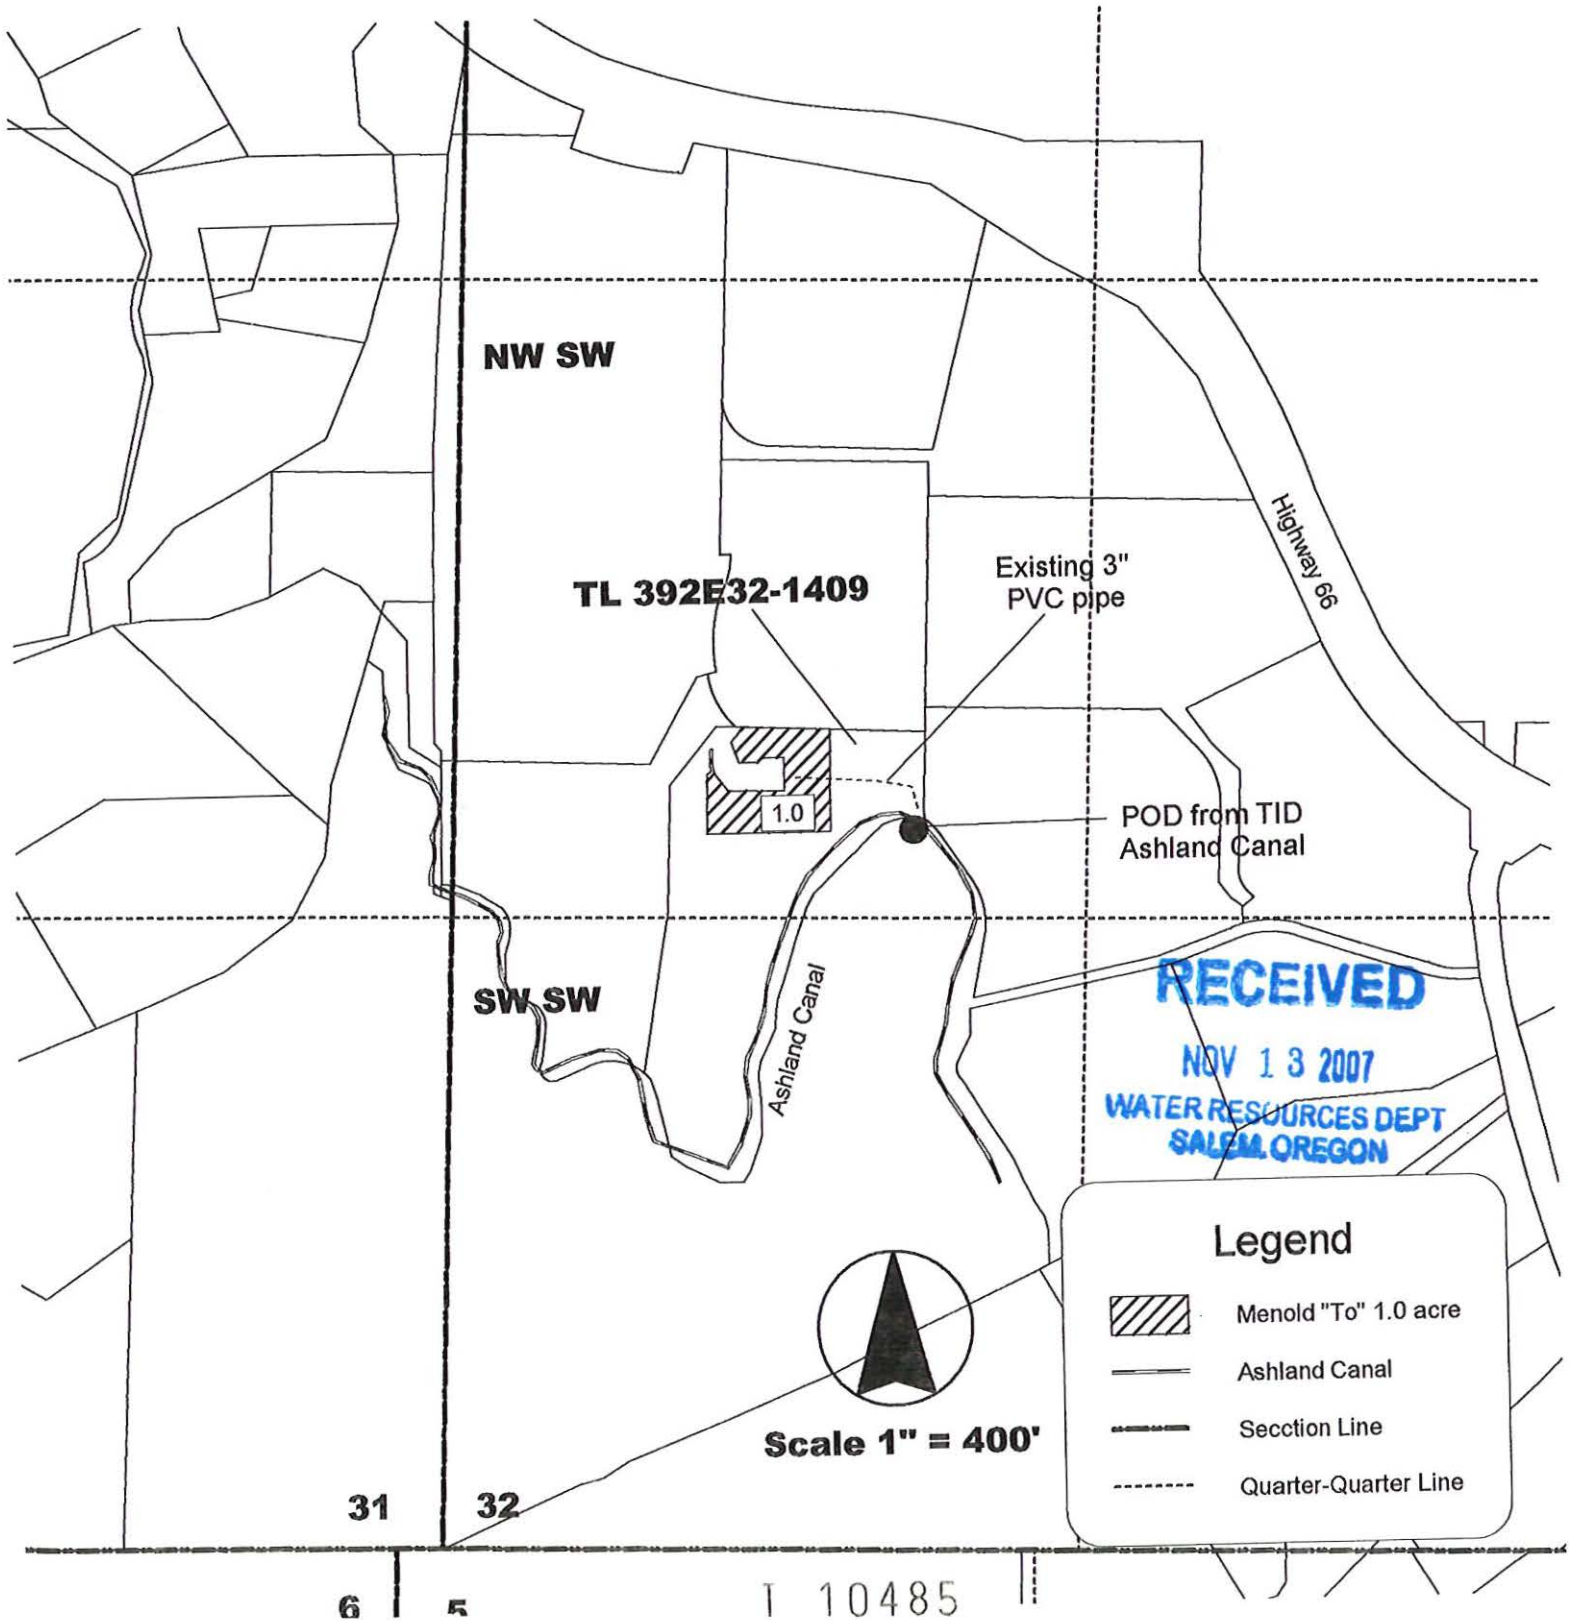 NW SW
TL 392E32-1409
Existing 3"
PVC pipe
Highway 66
1.0
POD from TID
Ashland Canal
SW SW
Ashland Canal
RECEIVED
NOV 13 2007
WATER RESOURCES DEPT
SALEM, OREGON
Legend
Menold "To" 1.0 acre
Ashland Canal
Secction Line
Quarter-Quarter Line
Scale 1" = 400'
31 32
6 5
T 10485